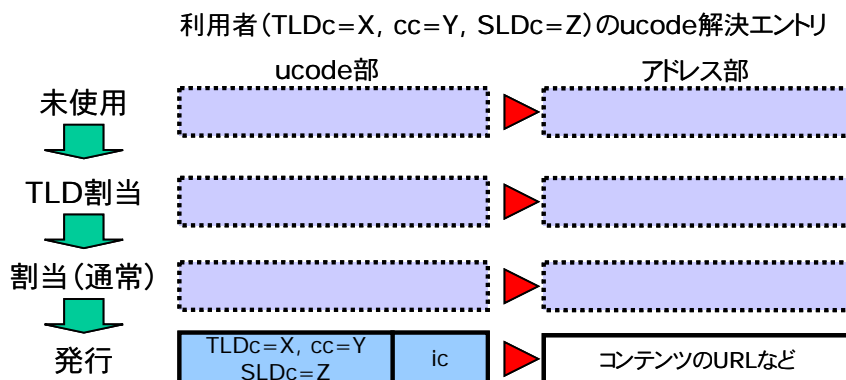 利用者(TLDc=X, cc=Y, SLDc=Z)のucode解決エントリ
ucode部
アドレス部
未使用
TLD割当
割当(通常)
発行
TLDc=X, cc=Y
SLDc=Z
ic
コンテンツのURLなど